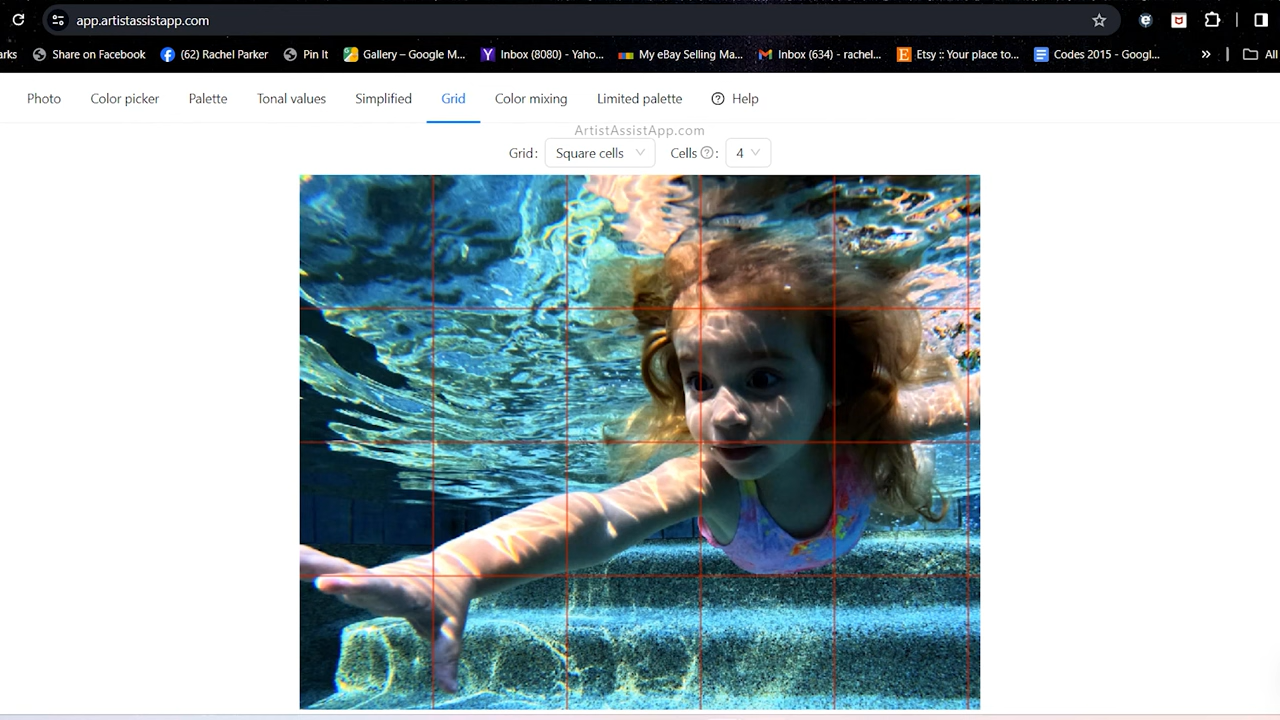 app.artistassistapp.com
arks Share on Facebook (62) Rachel Parker Pin It Gallery – Google M... Inbox (8080) - Yaho... My eBay Selling Ma... Inbox (634) - rachel... Etsy :: Your place to... Codes 2015 - Googl... » All
Photo Color picker Palette Tonal values Simplified Grid Color mixing Limited palette Help
ArtistAssistApp.com
Grid: Square cells Cells : 4